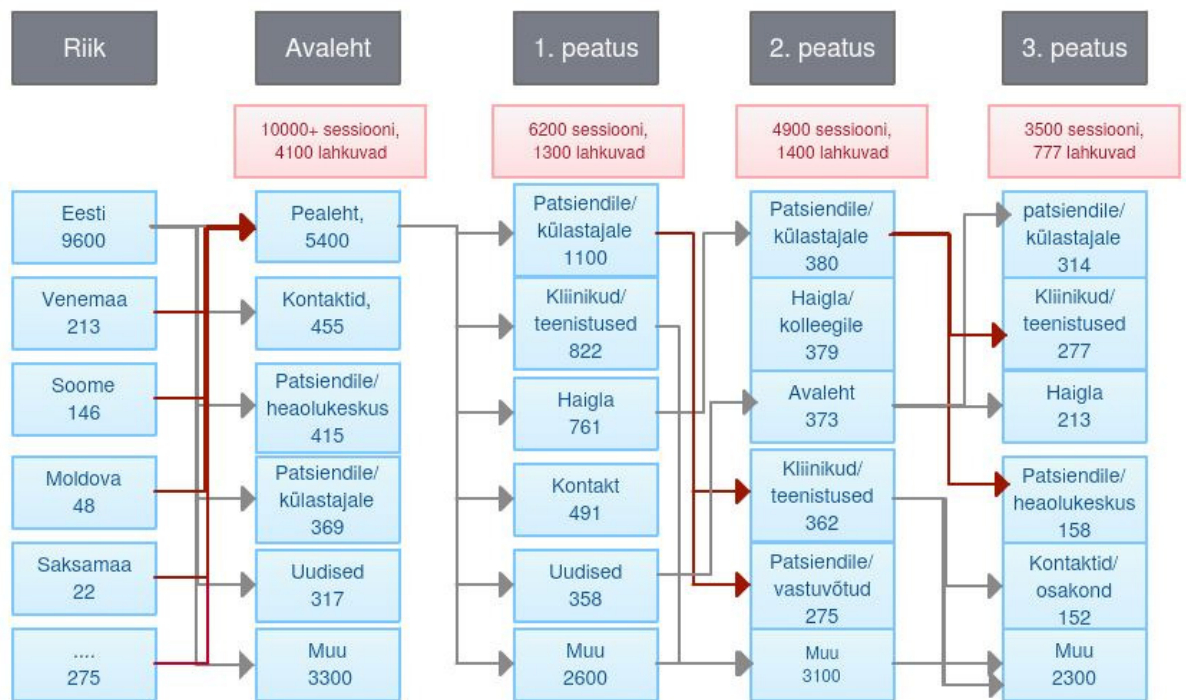 Riik
Avaleht
1. peatus
2. peatus
3. peatus
10000+ sessiooni,
4100 lahkuvad
6200 sessiooni,
1300 lahkuvad
4900 sessiooni,
1400 lahkuvad
3500 sessiooni,
777 lahkuvad
Eesti
9600
Venemaa
213
Soome
146
Moldova
48
Saksamaa
22
....
275
Pealeht,
5400
Kontaktid,
455
Patsiendile/
heaolukeskus
415
Patsiendile/
külastajale
369
Uudised
317
Muu
3300
Patsiendile/
külastajale
1100
Kliinikud/
teenistused
822
Haigla
761
Kontakt
491
Uudised
358
Muu
2600
Patsiendile/
külastajale
380
Haigla/
kolleegile
379
Avaleht
373
Kliinikud/
teenistused
362
Patsiendile/
vastuvõtud
275
Muu
3100
patsiendile/
külastajale
314
Kliinikud/
teenistused
277
Haigla
213
Patsiendile/
heaolukeskus
158
Kontaktid/
osakond
152
Muu
2300